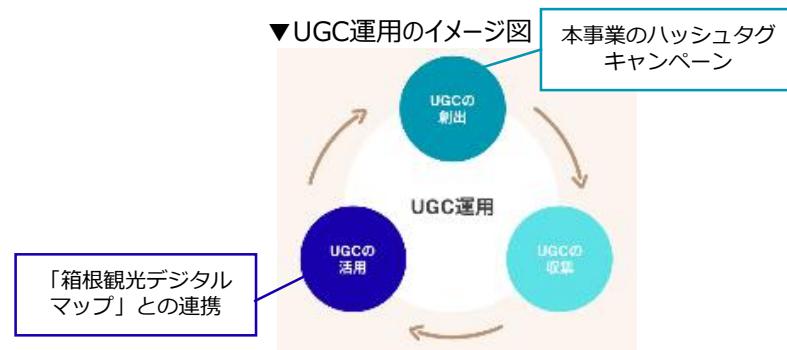 ▼UGC運用のイメージ図
本事業のハッシュタグ
キャンペーン
UGCの
創出
UGC運用
UGCの
活用
UGCの
収集
「箱根観光デジタル
マップ」との連携